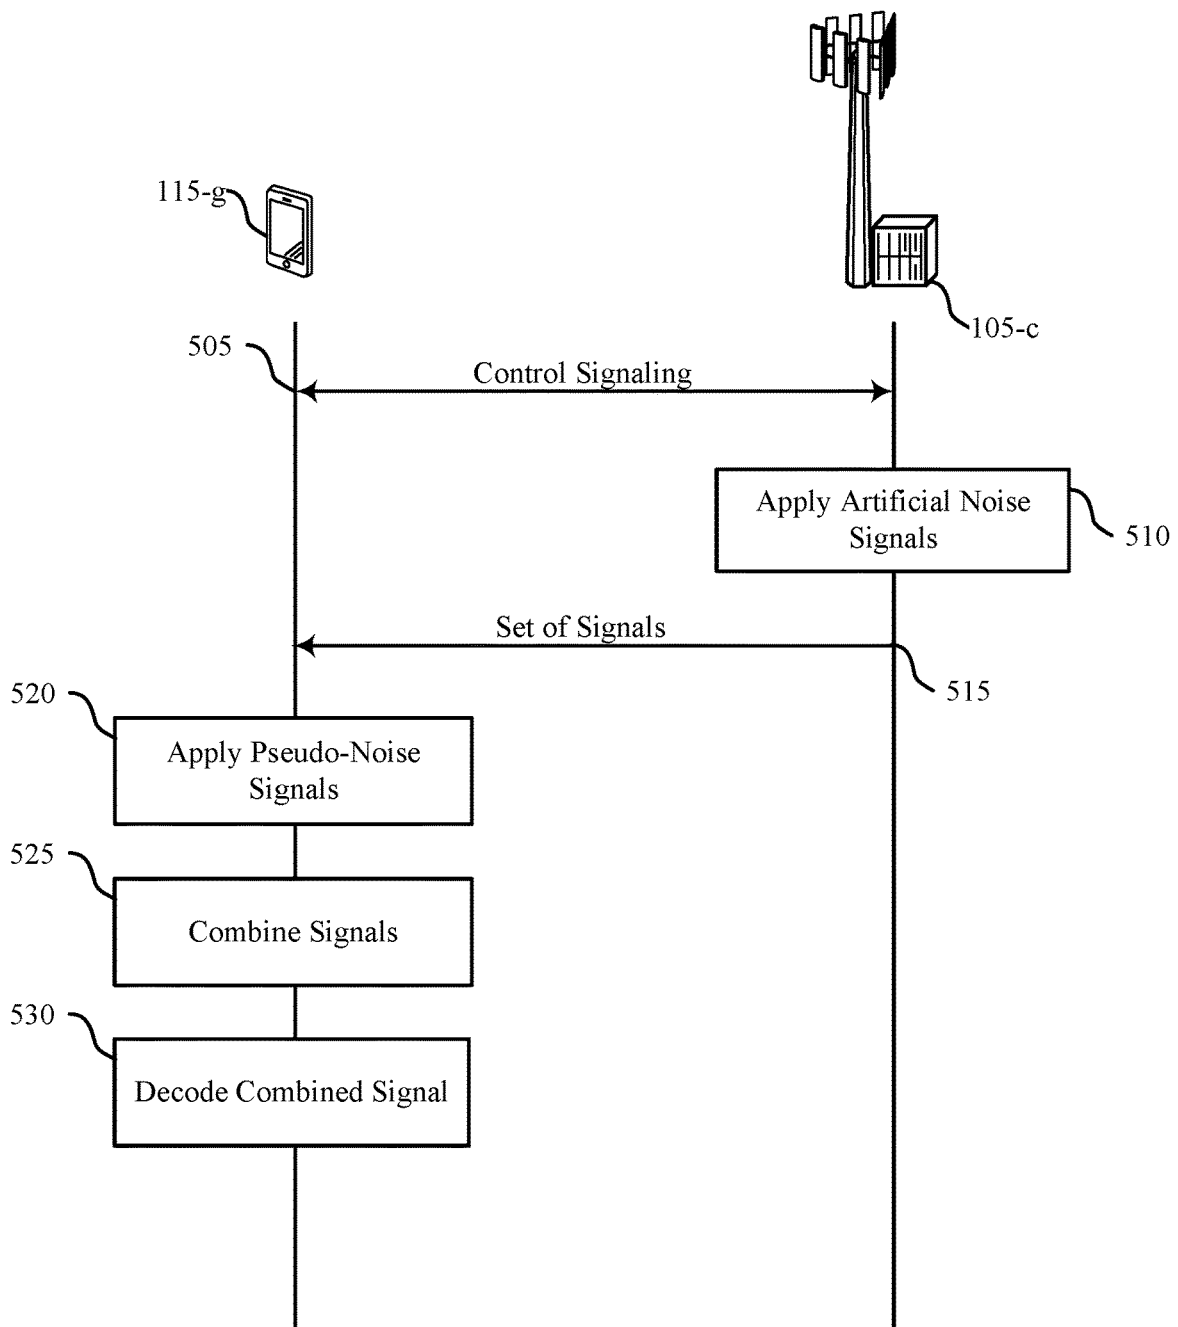 115-g
105-c
505
Control Signaling
Apply Artificial Noise
Signals
510
Set of Signals
515
520
Apply Pseudo-Noise
Signals
525
Combine Signals
530
Decode Combined Signal